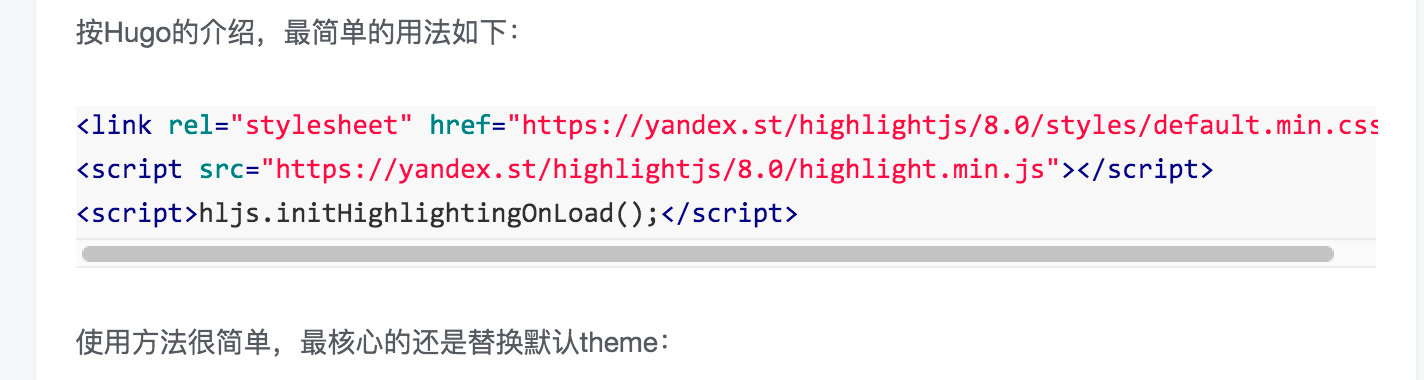 按Hugo的介绍，最简单的用法如下：
<link rel="stylesheet" href="https://yandex.st/highlightjs/8.0/styles/default.min.css
<script src="https://yandex.st/highlightjs/8.0/highlight.min.js"></script>
<script>hljs.initHighlightingOnLoad();</script>
使用方法很简单，最核心的还是替换默认theme：